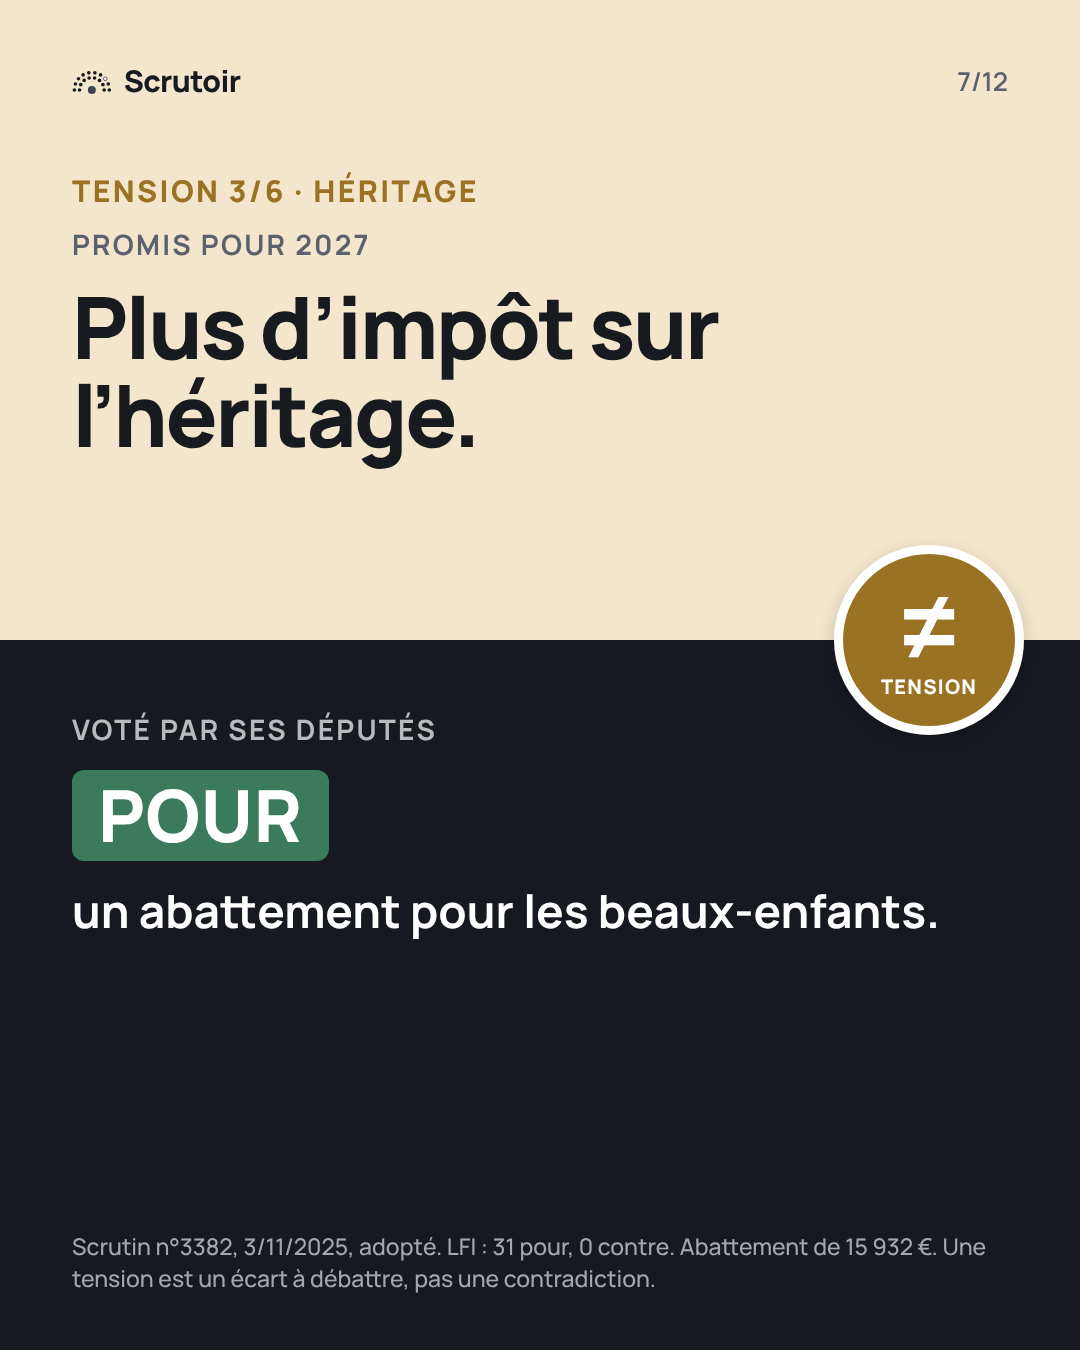 Scrutoir
7/12
TENSION 3/6 · HÉRITAGE
PROMIS POUR 2027
Plus d’impôt sur
l’héritage.
≠
TENSION
VOTÉ PAR SES DÉPUTÉS
POUR
un abattement pour les beaux-enfants.
Scrutin n°3382, 3/11/2025, adopté. LFI : 31 pour, 0 contre. Abattement de 15 932 €. Une
tension est un écart à débattre, pas une contradiction.